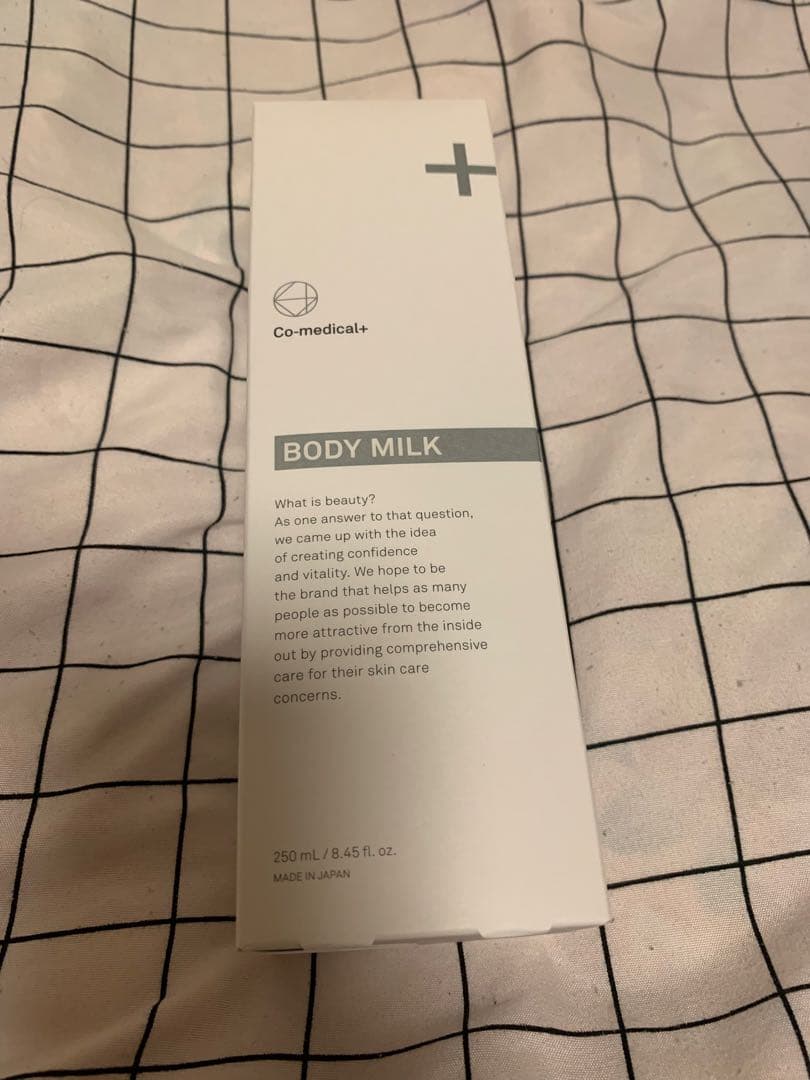 Co-medical+
BODY MILK
What is beauty?
As one answer to that question,
we came up with the idea
of creating confidence
and vitality. We hope to be
the brand that helps as many
people as possible to become
more attractive from the inside
out by providing comprehensive
care for their skin care
concerns.
250 mL / 8.45 fl. oz.
MADE IN JAPAN